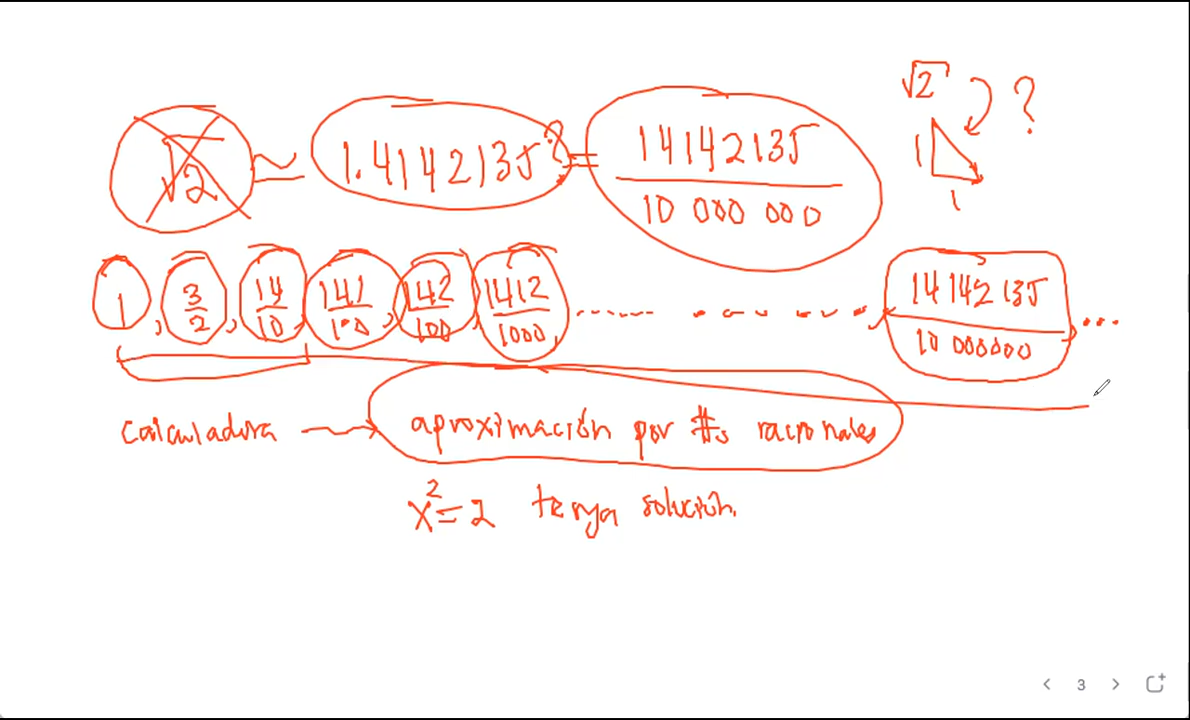 √2 ≈ 1.4142135? = 14142135/10 000 000
√2 ?
1
1
1, 3/2, 14/10, 141/100, 142/100, 1412/1000, ........ 14142135/10 000000, ...
calculadora → aproximación por #s racionales
x²=2 tenga solución.
3